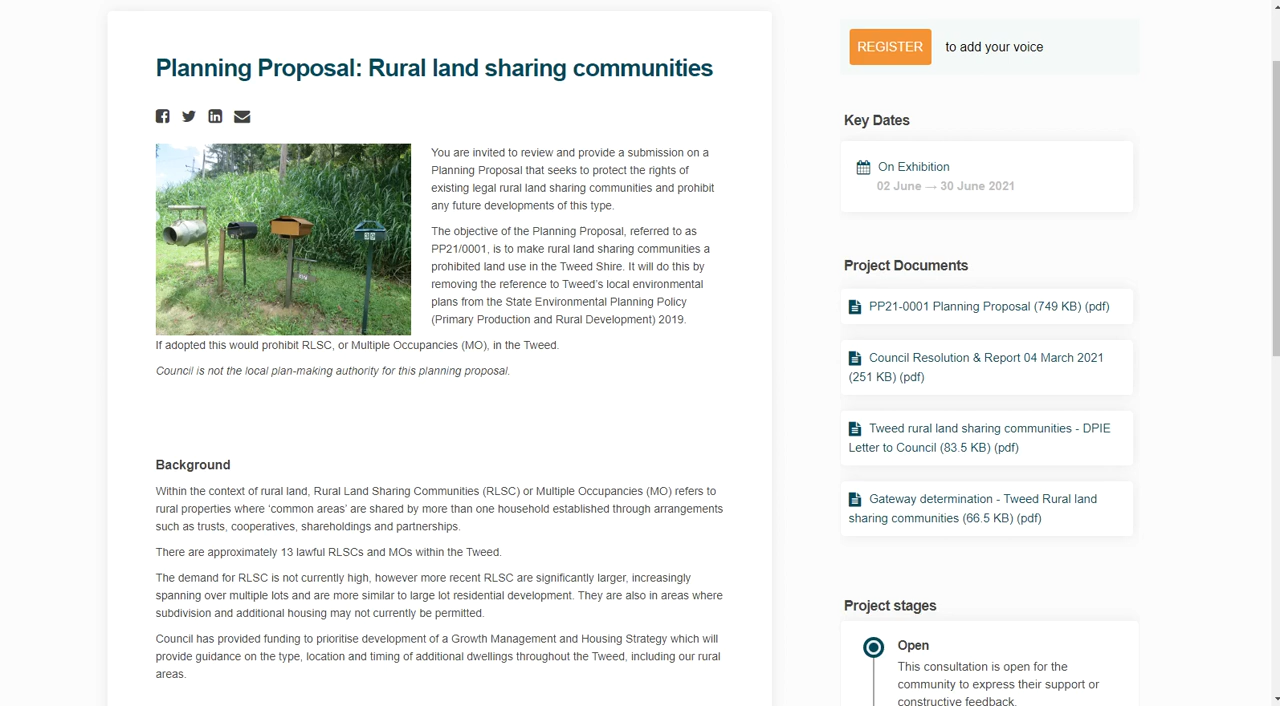 Planning Proposal: Rural land sharing communities
You are invited to review and provide a submission on a
Planning Proposal that seeks to protect the rights of
existing legal rural land sharing communities and prohibit
any future developments of this type.
The objective of the Planning Proposal, referred to as
PP21/0001, is to make rural land sharing communities a
prohibited land use in the Tweed Shire. It will do this by
removing the reference to Tweed's local environmental
plans from the State Environmental Planning Policy
(Primary Production and Rural Development) 2019.
If adopted this would prohibit RLSC, or Multiple Occupancies (MO), in the Tweed.
Council is not the local plan-making authority for this planning proposal.
Background
Within the context of rural land, Rural Land Sharing Communities (RLSC) or Multiple Occupancies (MO) refers to
rural properties where 'common areas' are shared by more than one household established through arrangements
such as trusts, cooperatives, shareholdings and partnerships.
There are approximately 13 lawful RLSCs and MOs within the Tweed.
The demand for RLSC is not currently high, however more recent RLSC are significantly larger, increasingly
spanning over multiple lots and are more similar to large lot residential development. They are also in areas where
subdivision and additional housing may not currently be permitted.
Council has provided funding to prioritise development of a Growth Management and Housing Strategy which will
provide guidance on the type, location and timing of additional dwellings throughout the Tweed, including our rural
areas.
REGISTER to add your voice
Key Dates
On Exhibition
02 June → 30 June 2021
Project Documents
PP21-0001 Planning Proposal (749 KB) (pdf)
Council Resolution & Report 04 March 2021
(251 KB) (pdf)
Tweed rural land sharing communities - DPIE
Letter to Council (83.5 KB) (pdf)
Gateway determination - Tweed Rural land
sharing communities (66.5 KB) (pdf)
Project stages
Open
This consultation is open for the
community to express their support or
constructive feedback.